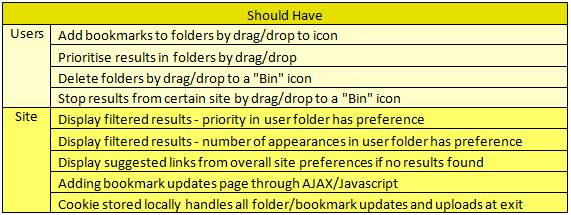 Should Have
Users
Add bookmarks to folders by drag/drop to icon
Prioritise results in folders by drag/drop
Delete folders by drag/drop to a "Bin" icon
Stop results from certain site by drag/drop to a "Bin" icon
Site
Display filtered results - priority in user folder has preference
Display filtered results - number of appearances in user folder has preference
Display suggested links from overall site preferences if no results found
Adding bookmark updates page through AJAX/Javascript
Cookie stored locally handles all folder/bookmark updates and uploads at exit